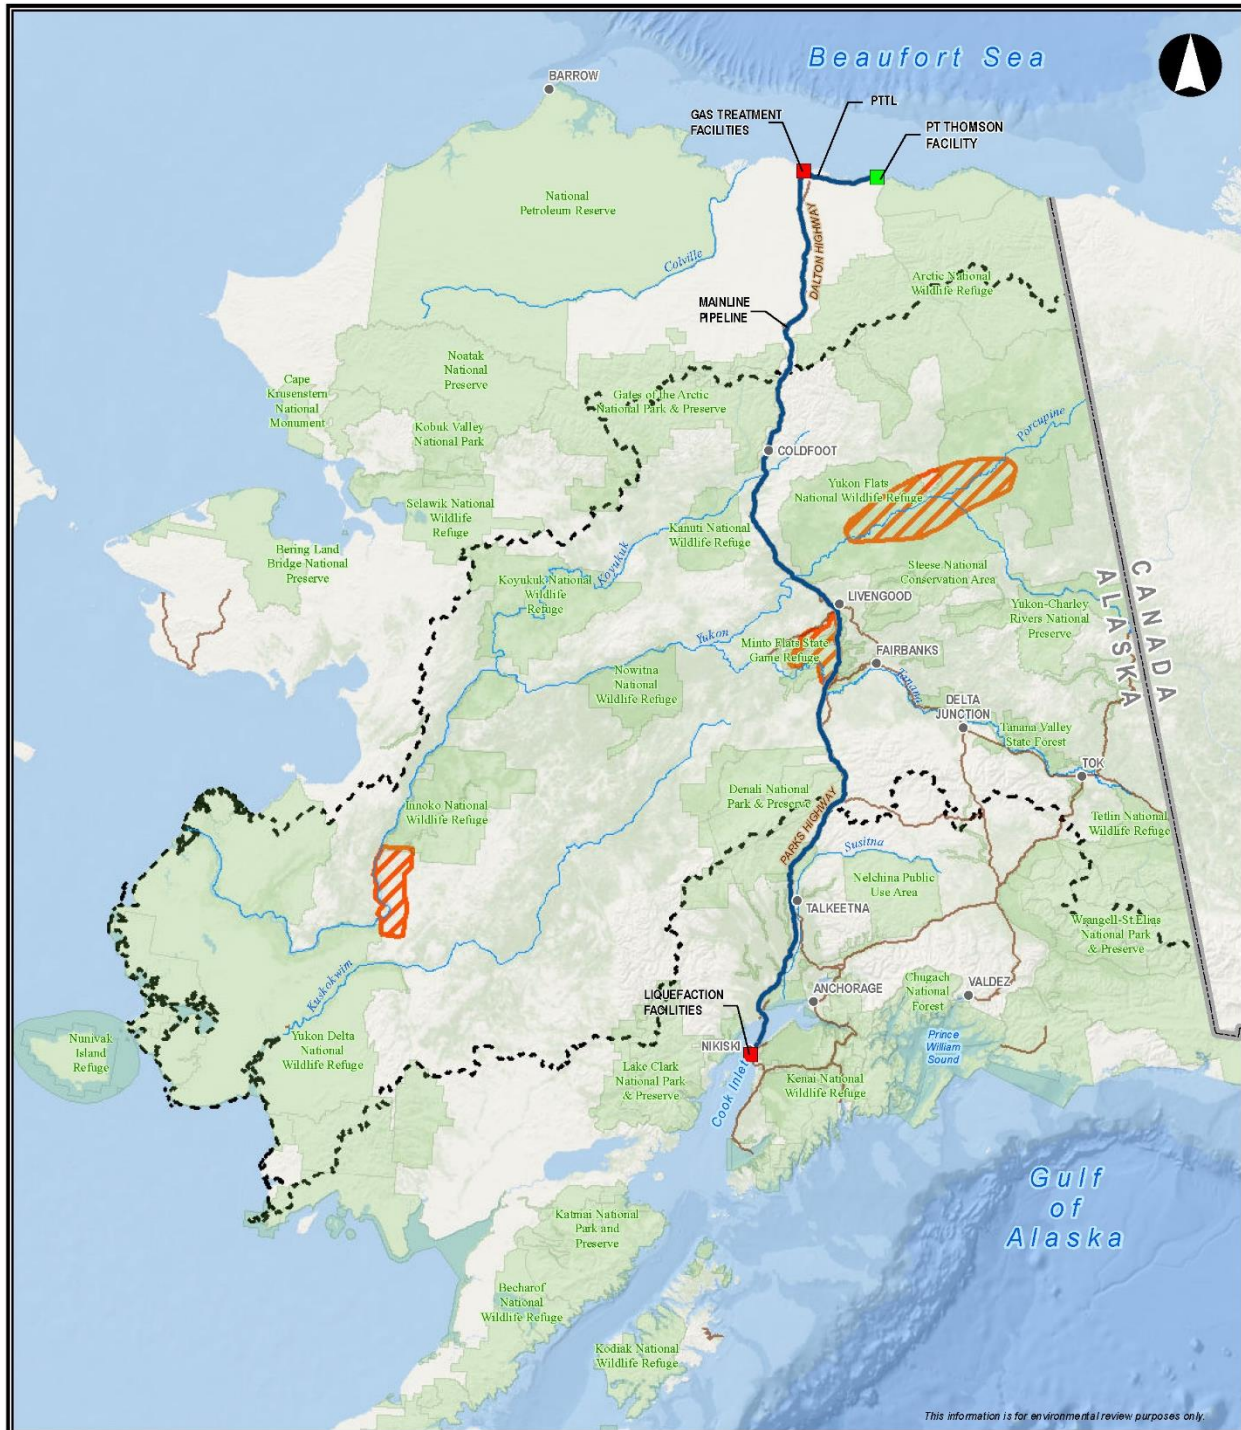 Beaufort Sea
BARROW
PTTL
GAS TREATMENT
FACILITIES
PT THOMSON
FACILITY
National
Petroleum Reserve
DALTON HIGHWAY
Colville
Arctic National
Wildlife Refuge
MAINLINE
PIPELINE
Noatak
National
Preserve
Cape
Krusenstern
National
Monument
Gates of the Arctic
National Park & Preserve
Kobuk Valley
National Park
Porcupine
COLDFOOT
Yukon Flats
National Wildlife Refuge
Selawik National
Wildlife
Refuge
Kanuti National
Wildlife Refuge
Bering Land
Bridge National
Preserve
Koyukuk
Koyukuk National
Wildlife
Refuge
Steese National
Conservation Area
CANADA
ALASKA
LIVENGOOD
Yukon-Charley
Rivers National
Preserve
Yukon
Minto Flats State
Game Refuge
FAIRBANKS
Nowitna
National
Wildlife Refuge
Tanana
DELTA
JUNCTION
Tanana Valley
State Forest
TOK
Denali National
Park & Preserve
Innoko National
Wildlife Refuge
PARKS HIGHWAY
Tetlin National
Wildlife Refuge
Susitna
Nelchina Public
Use Area
TALKEETNA
Wrangell-St Elias
National Park
& Preserve
Kuskokwim
LIQUEFACTION
FACILITIES
ANCHORAGE
Chugach
National
Forest
VALDEZ
Nunivak
Island
Refuge
Yukon Delta
National
Wildlife Refuge
NIKISKI
Prince
William
Sound
Lake Clark
National Park
& Preserve
Cook Inlet
Kenai National
Wildlife Refuge
Gulf
of
Alaska
Katmai National
Park and
Preserve
Becharof
National
Wildlife Refuge
Kodiak National
Wildlife Refuge
This information is for environmental review purposes only.